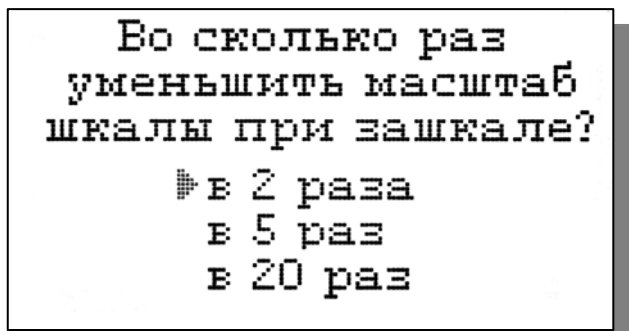 Во сколько раз
уменьшить масштаб
шкалы при зашкале?
в 2 раза
в 5 раз
в 20 раз